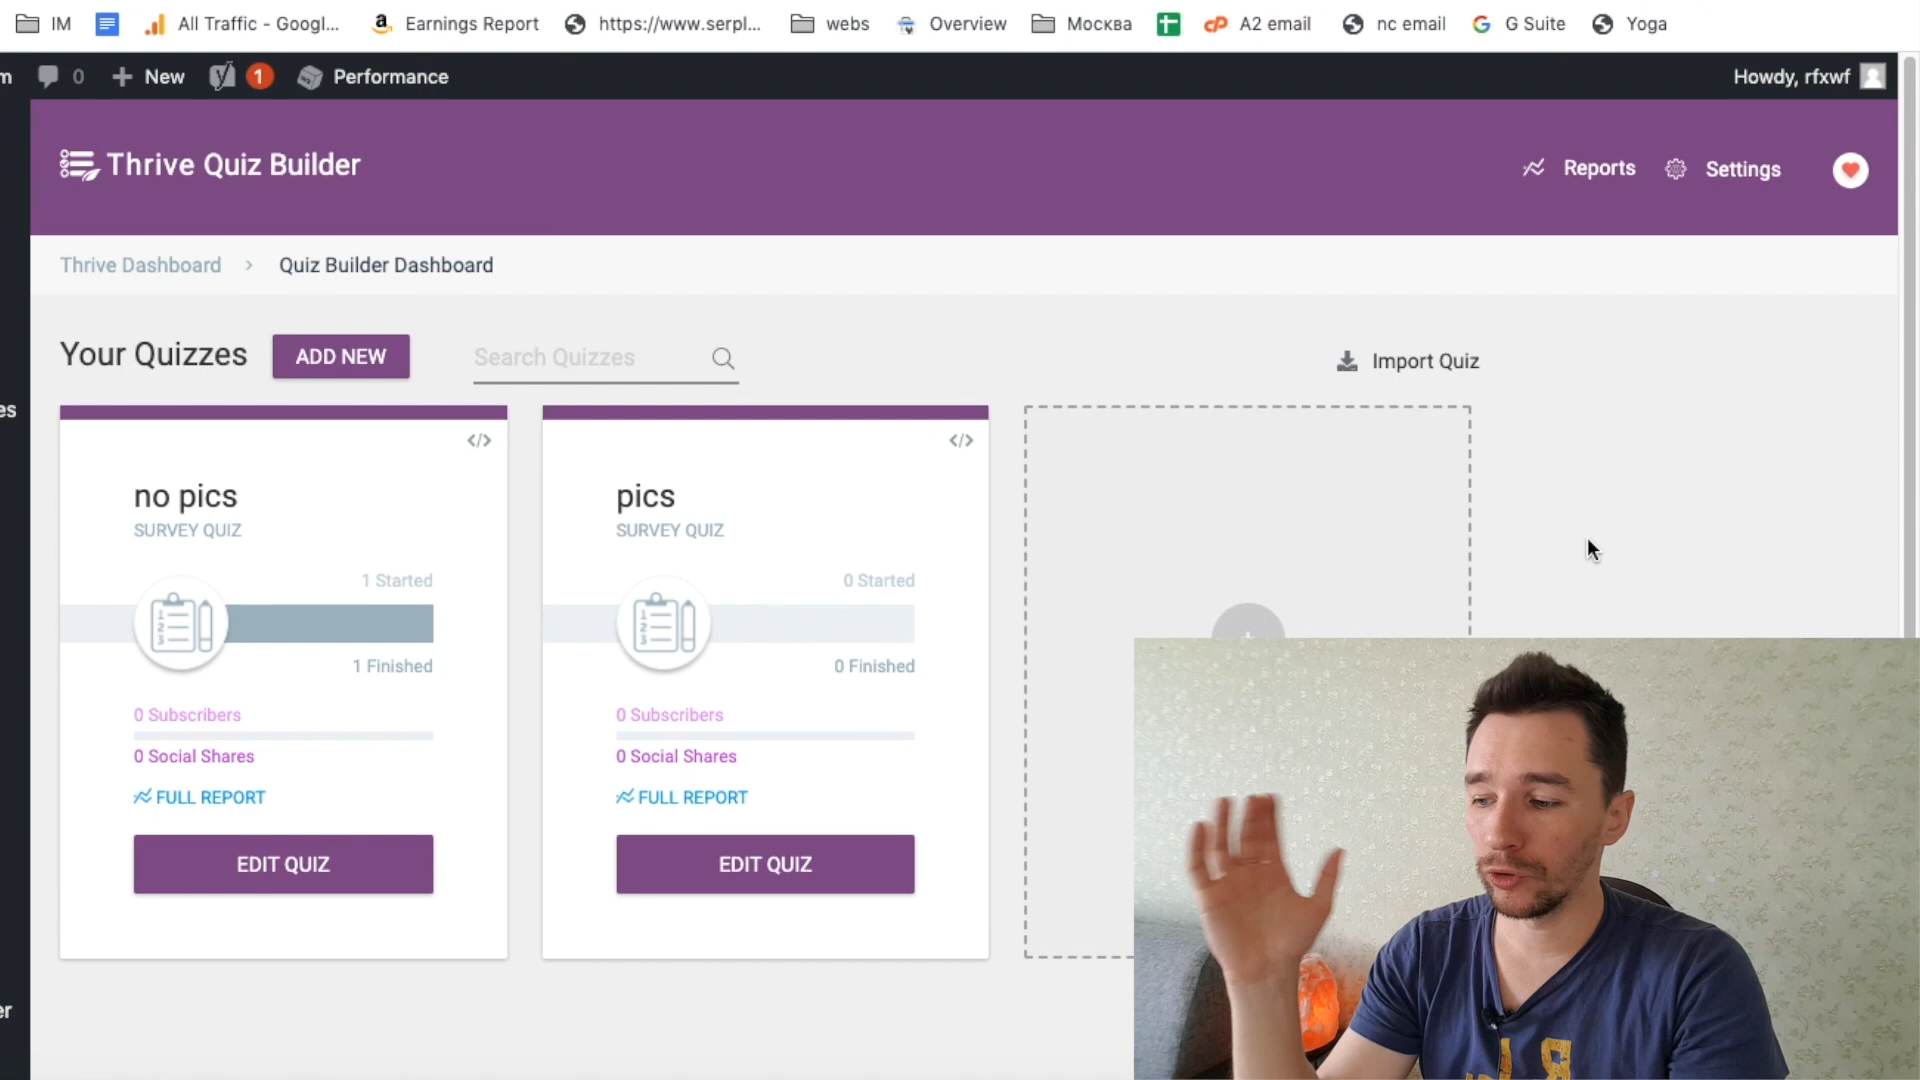 IM
All Traffic - Googl...
Earnings Report
https://www.serpl...
webs
Overview
Москва
A2 email
nc email
G Suite
Yoga
m
0
New
1
Performance
Howdy, rfxwf
Thrive Quiz Builder
Reports
Settings
Thrive Dashboard > Quiz Builder Dashboard
Your Quizzes
ADD NEW
Search Quizzes
Import Quiz
es
</>
no pics
SURVEY QUIZ
1 Started
1 Finished
0 Subscribers
0 Social Shares
FULL REPORT
EDIT QUIZ
</>
pics
SURVEY QUIZ
0 Started
0 Finished
0 Subscribers
0 Social Shares
FULL REPORT
EDIT QUIZ
er